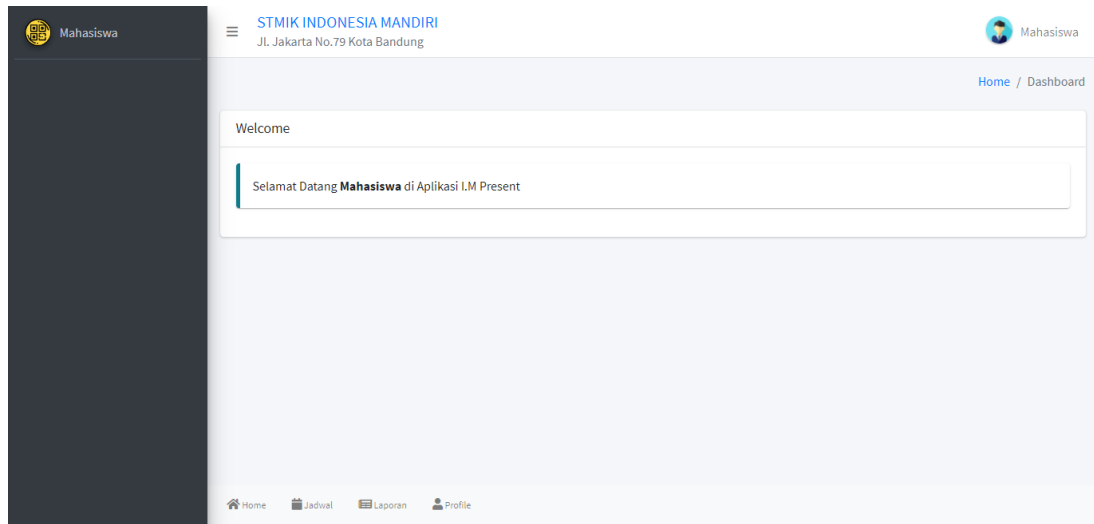 Mahasiswa
STMIK INDONESIA MANDIRI
Jl. Jakarta No.79 Kota Bandung
Mahasiswa
Home / Dashboard
Welcome
Selamat Datang Mahasiswa di Aplikasi I.M Present
Home Jadwal Laporan Profile